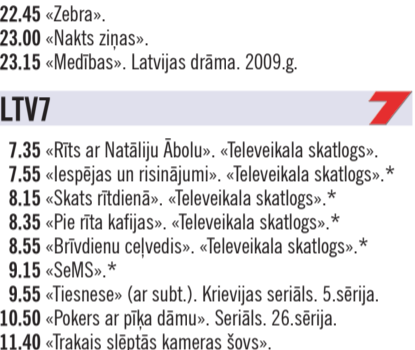 22.45 «Zebra».
23.00 «Nakts ziņas».
23.15 «Medības». Latvijas drāma. 2009.g.
LTV7 7
7.35 «Rīts ar Natāliju Ābolu». «Televeikala skatlogs».
7.55 «Iespējas un risinājumi». «Televeikala skatlogs».*
8.15 «Skats rītdienā». «Televeikala skatlogs».*
8.35 «Pie rīta kafijas». «Televeikala skatlogs».*
8.55 «Brīvdienu ceļvedis». «Televeikala skatlogs».*
9.15 «SeMS».*
9.55 «Tiesnese» (ar subt.). Krievijas seriāls. 5.sērija.
10.50 «Pokers ar pīķa dāmu». Seriāls. 26.sērija.
11.40 «Trakais slēptās kameras šovs».